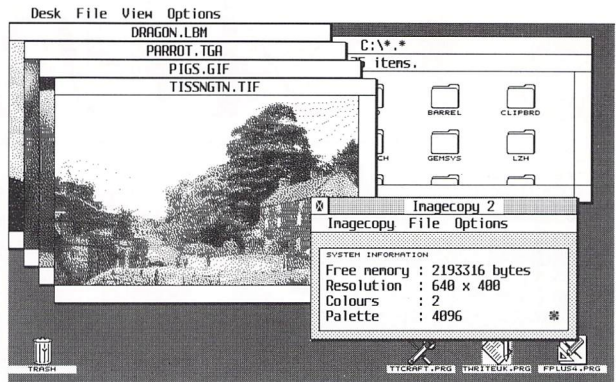 Desk File View Options
DRAGON.LBM
PARROT.TGA
PIGS.GIF
TISSNGTN.TIF
C:\*.*
items.
BARREL CLIPBRD
GEMSYS LZH
Imagecopy 2
Imagecopy File Options
SYSTEM INFORMATION
Free memory : 2193316 bytes
Resolution : 640 x 400
Colours : 2
Palette : 4096
TRASH
TTCRAFT.PRG TWRITEUK.PRG FPLUS4.PRG